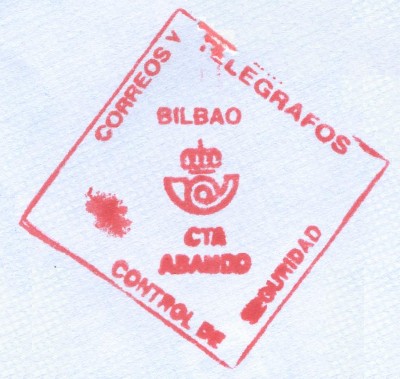 CORREOS Y TELEGRAFOS
BILBAO
CTA
ABANDO
CONTROL DE SEGURIDAD